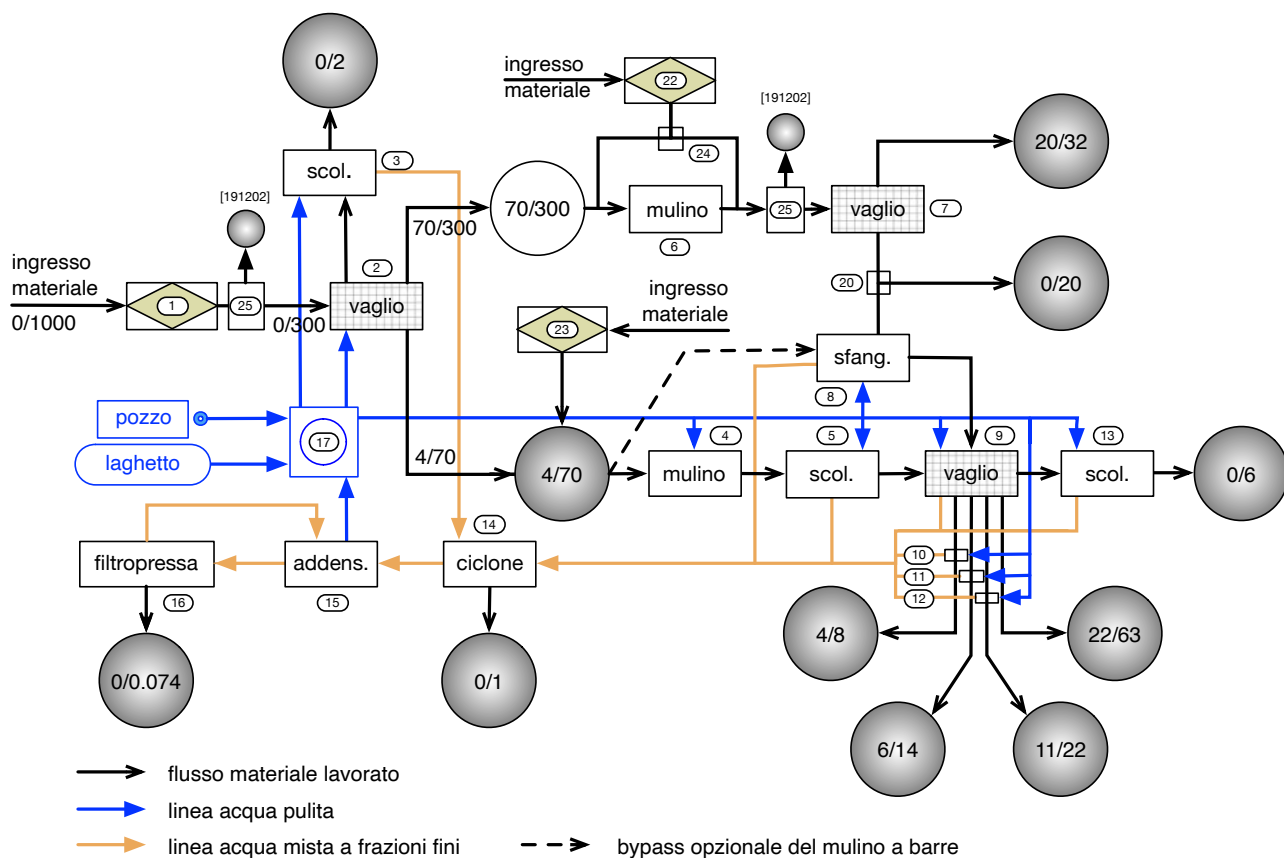 0/2
ingresso
materiale
22
[191202]
24
20/32
scol.
3
[191202]
70/300
70/300
mulino
6
25
vaglio
7
2
ingresso
materiale
0/1000
1
25
0/300
vaglio
20
0/20
ingresso
materiale
23
sfang.
8
pozzo
17
laghetto
4/70
4/70
4
mulino
5
scol.
9
vaglio
13
scol.
0/6
14
filtropressa
16
addens.
15
ciclone
10
11
12
0/0.074
0/1
4/8
22/63
6/14
11/22
flusso materiale lavorato
linea acqua pulita
linea acqua mista a frazioni fini
bypass opzionale del mulino a barre